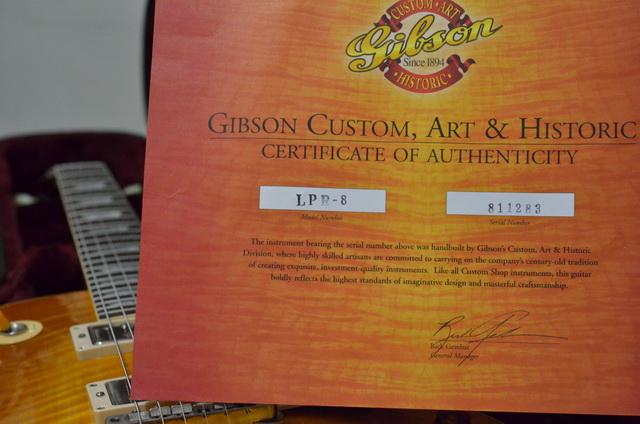 CUSTOM · ART
Gibson
Since 1894
HISTORIC
GIBSON CUSTOM, ART & HISTORIC
CERTIFICATE OF AUTHENTICITY
LPR-8
811283
Model Number
Serial Number
The instrument bearing the serial number above was handbuilt by Gibson's Custom, Art & Historic
Division, where highly skilled artisans are committed to carrying on the company's century-old tradition
of creating exquisite, investment-quality instruments. Like all Custom Shop instruments, this guitar
boldly reflects the highest standards of imaginative design and masterful craftsmanship.
Rick Gembar
General Manager